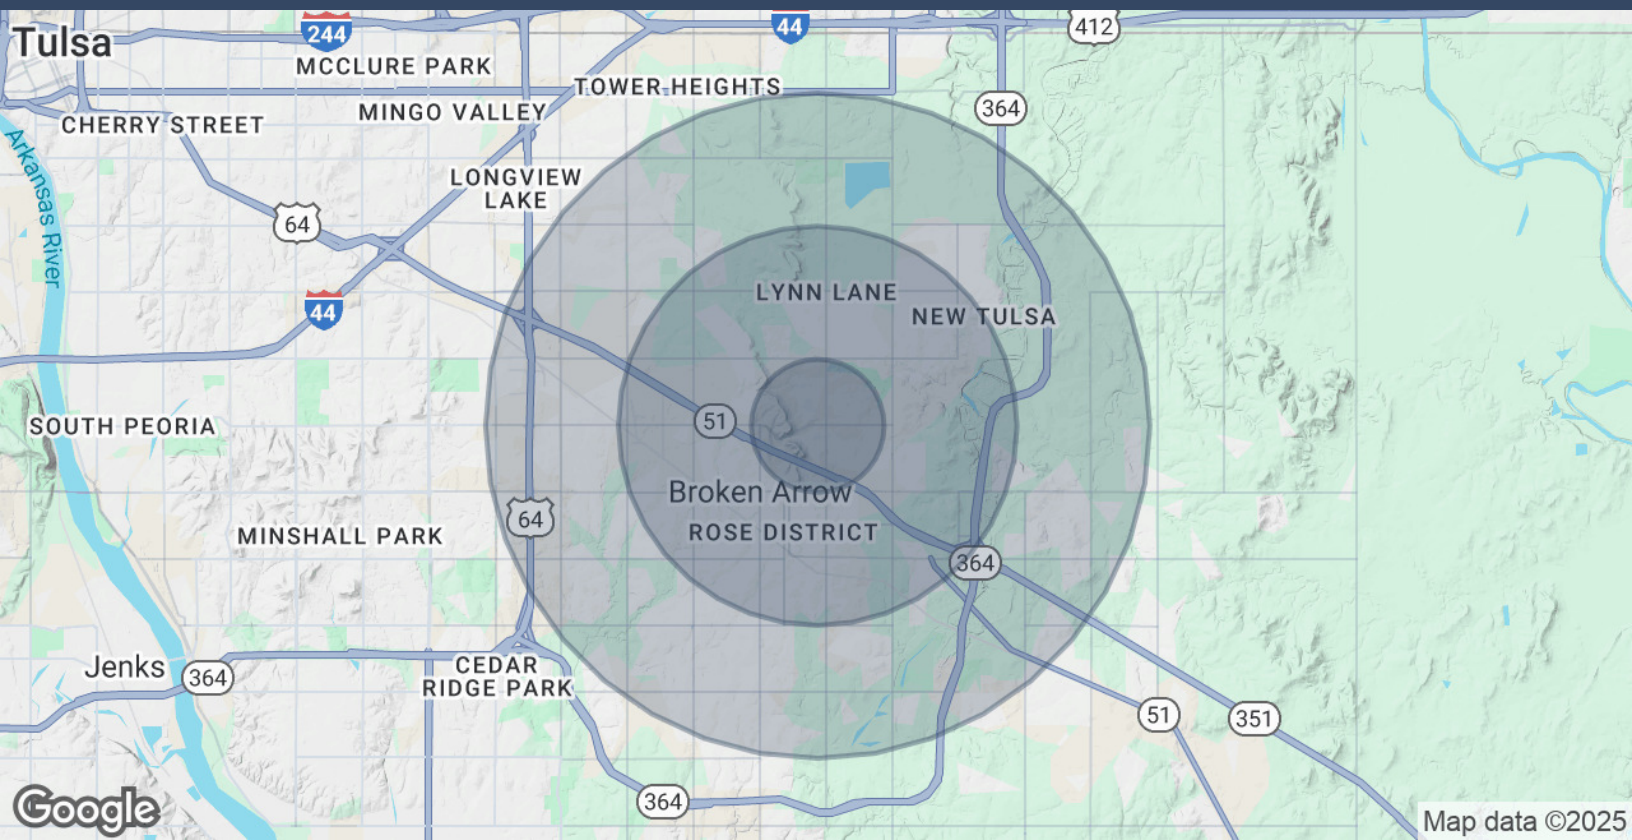 244
44
412
Tulsa
MCCLURE PARK
TOWER HEIGHTS
364
MINGO VALLEY
CHERRY STREET
Arkansas River
LONGVIEW
LAKE
64
LYNN LANE
44
NEW TULSA
51
SOUTH PEORIA
Broken Arrow
64
ROSE DISTRICT
MINSHALL PARK
364
Jenks
364
CEDAR
RIDGE PARK
51
351
364
Google
Map data ©2025